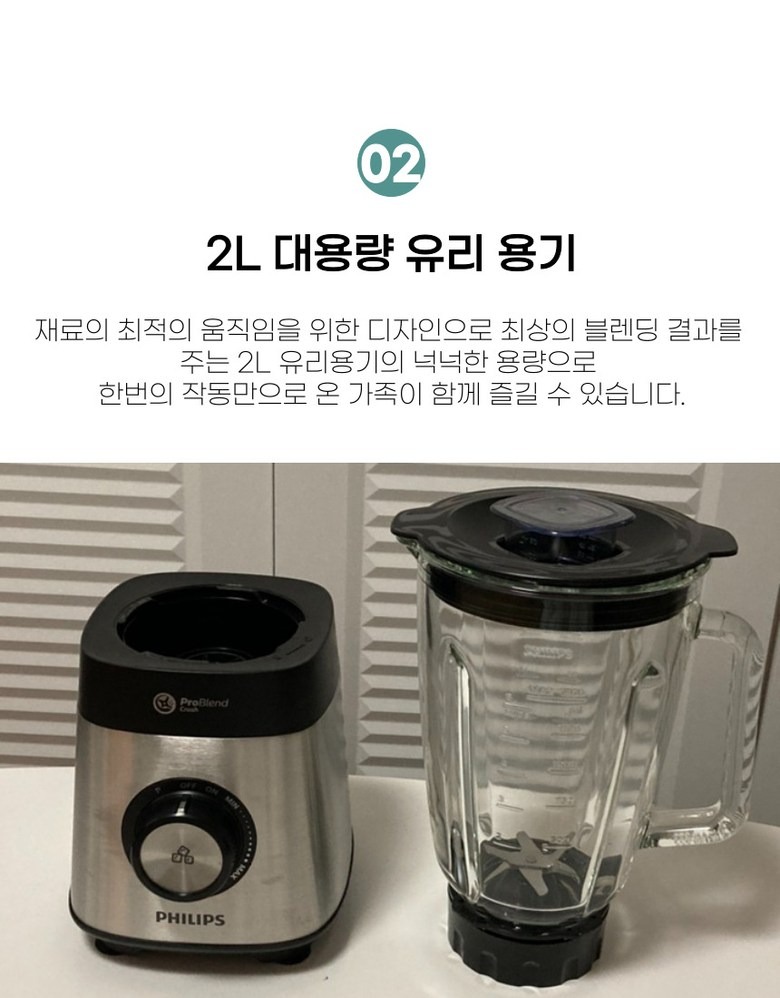 02
2L 대용량 유리 용기
재료의 최적의 움직임을 위한 디자인으로 최상의 블렌딩 결과를
주는 2L 유리용기의 넉넉한 용량으로
한번의 작동만으로 온 가족이 함께 즐길 수 있습니다.
ProBlend
Crush
P OFF ON MIN MAX
PHILIPS